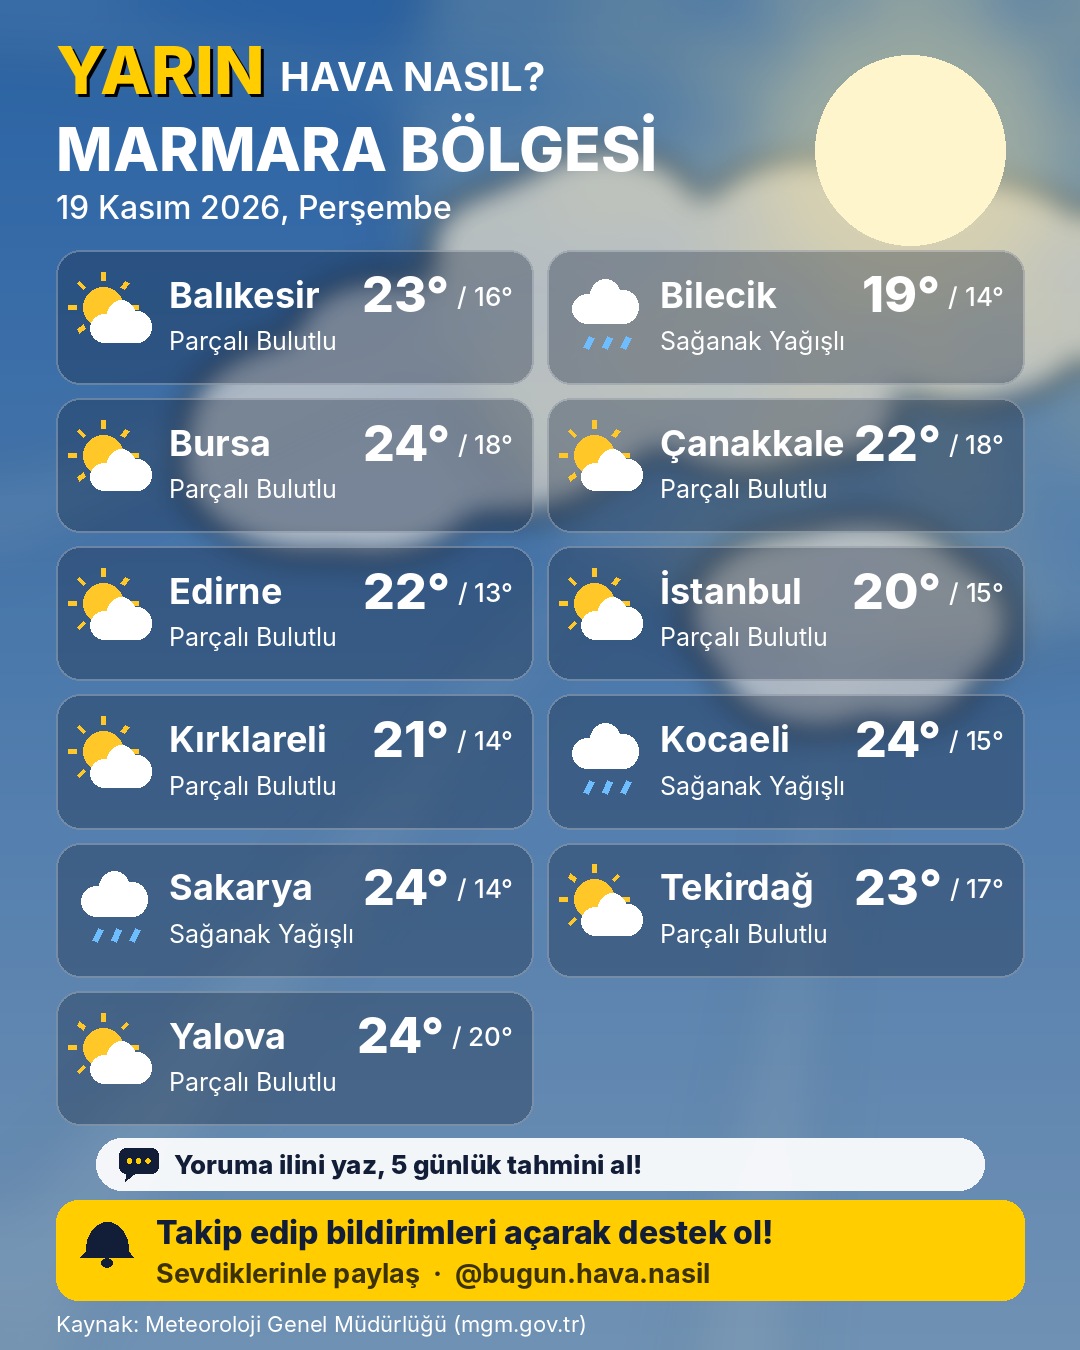 YARIN HAVA NASIL?
MARMARA BÖLGESİ
19 Kasım 2026, Perşembe
Balıkesir 23° / 16°
Parçalı Bulutlu
Bilecik 19° / 14°
Sağanak Yağışlı
Bursa 24° / 18°
Parçalı Bulutlu
Çanakkale 22° / 18°
Parçalı Bulutlu
Edirne 22° / 13°
Parçalı Bulutlu
İstanbul 20° / 15°
Parçalı Bulutlu
Kırklareli 21° / 14°
Parçalı Bulutlu
Kocaeli 24° / 15°
Sağanak Yağışlı
Sakarya 24° / 14°
Sağanak Yağışlı
Tekirdağ 23° / 17°
Parçalı Bulutlu
Yalova 24° / 20°
Parçalı Bulutlu
Yoruma ilini yaz, 5 günlük tahmini al!
Takip edip bildirimleri açarak destek ol!
Sevdiklerinle paylaş · @bugun.hava.nasil
Kaynak: Meteoroloji Genel Müdürlüğü (mgm.gov.tr)